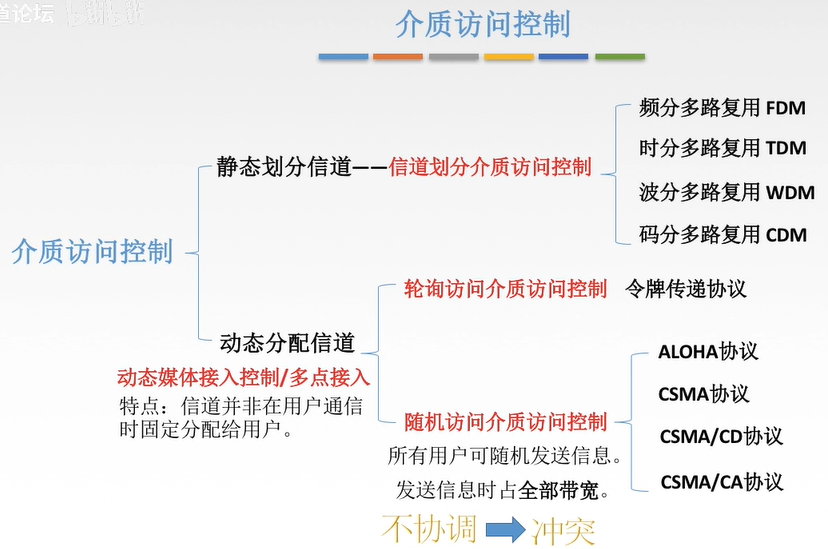 道论坛
介质访问控制
频分多路复用 FDM
时分多路复用 TDM
静态划分信道——信道划分介质访问控制
波分多路复用 WDM
码分多路复用 CDM
介质访问控制
轮询访问介质访问控制 令牌传递协议
动态分配信道
动态媒体接入控制/多点接入
特点：信道并非在用户通信
时固定分配给用户。
ALOHA协议
CSMA协议
随机访问介质访问控制
CSMA/CD协议
所有用户可随机发送信息。
CSMA/CA协议
发送信息时占全部带宽。
不协调 冲突